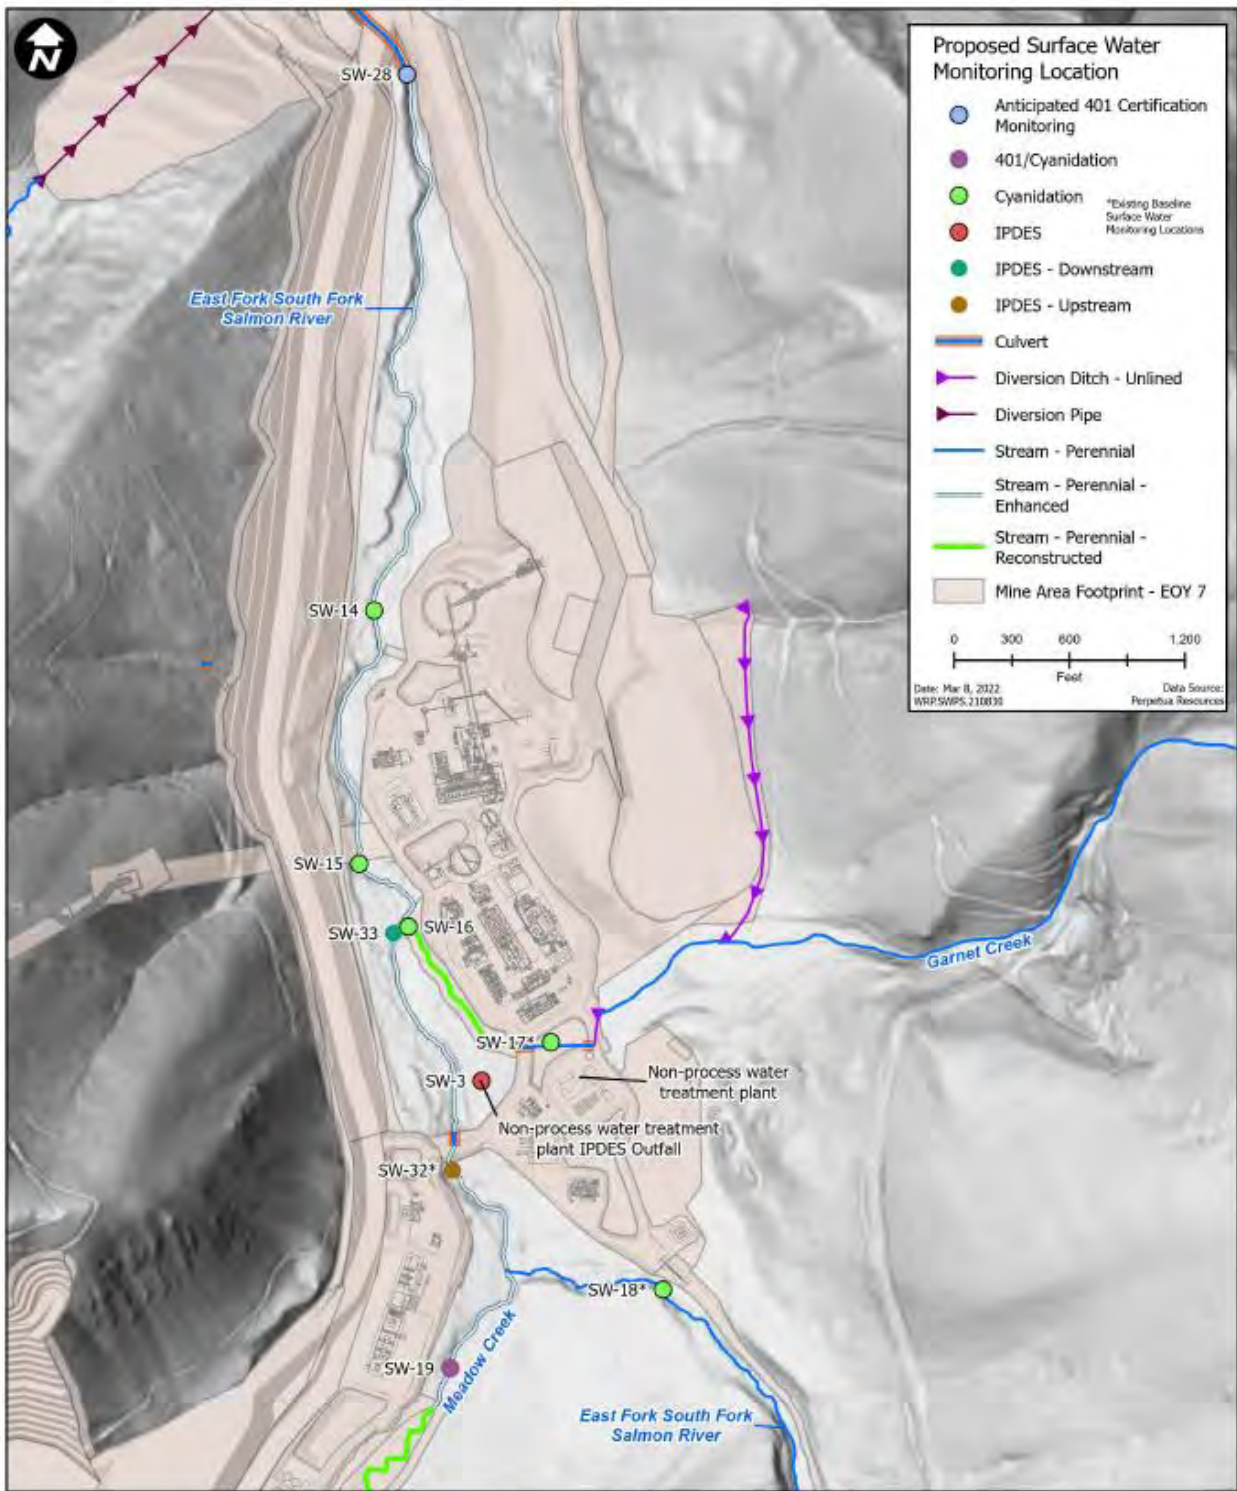 N
SW-28
Proposed Surface Water
Monitoring Location
Anticipated 401 Certification
Monitoring
401/Cyanidation
Cyanidation
*Existing Baseline
Surface Water
Monitoring Locations
IPDES
IPDES - Downstream
IPDES - Upstream
Culvert
Diversion Ditch - Unlined
Diversion Pipe
Stream - Perennial
Stream - Perennial -
Enhanced
Stream - Perennial -
Reconstructed
Mine Area Footprint - EOY 7
0 300 600 1,200
Feet
Date: Mar 8, 2022
WRP.SWPS.210830
Data Source:
Perpetua Resources
East Fork South Fork
Salmon River
SW-14
SW-15
SW-16
SW-33
Garnet Creek
SW-17*
SW-3
Non-process water
treatment plant
Non-process water treatment
plant IPDES Outfall
SW-32*
SW-18*
SW-19
Meadow Creek
East Fork South Fork
Salmon River